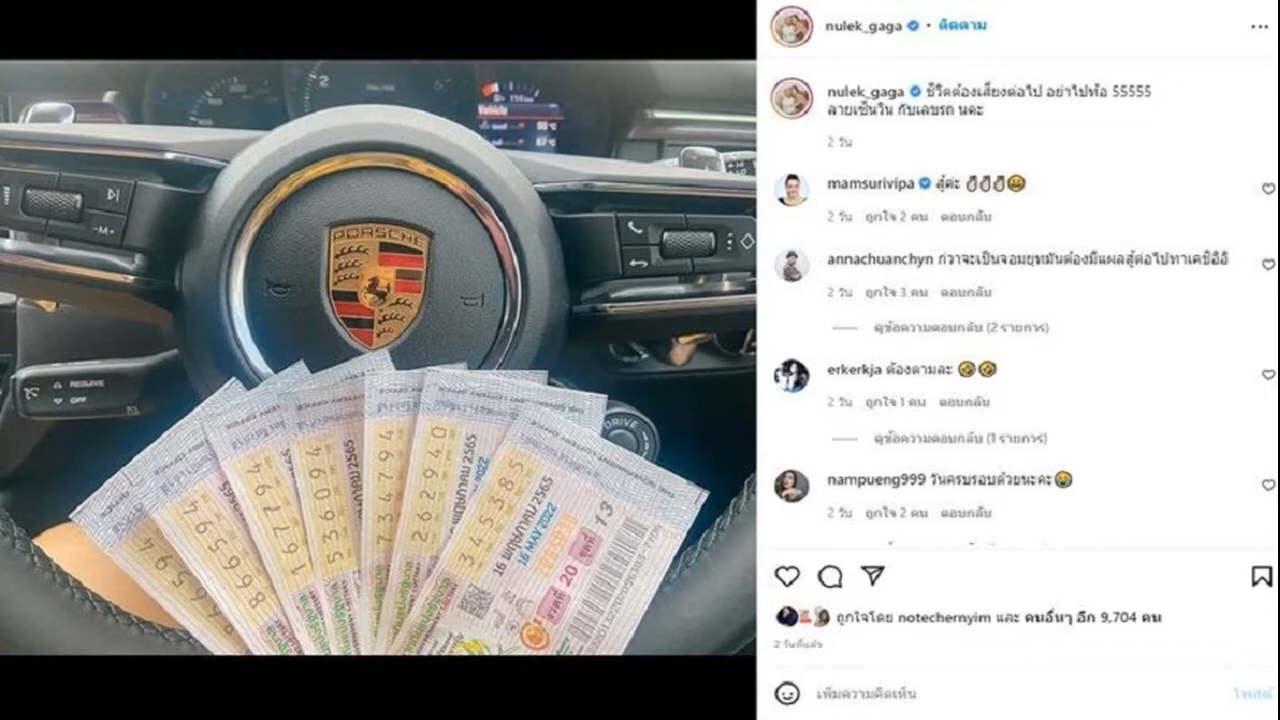 nulek_gaga • ติดตาม
nulek_gaga ชีวิตต้องเสี่ยงต่อไป อย่าไปท้อ 55555
ลายเซ็นวิน กับเลขรถ นคะ
2 วัน
mamsurivipa สู้ค่ะ
2 วัน ถูกใจ 2 คน ตอบกลับ
annachuanchyn กว่าจะเป็นจอมยุทมันต้องมีแผลสู้ต่อไปทาเคชิอิอิ
2 วัน ถูกใจ 3 คน ตอบกลับ
ดูข้อความตอบกลับ (2 รายการ)
erkerkja ต้องตามละ
2 วัน ถูกใจ 1 คน ตอบกลับ
ดูข้อความตอบกลับ (1 รายการ)
nampueng999 วันครบรอบด้วยนะคะ
2 วัน ถูกใจ 2 คน ตอบกลับ
ถูกใจโดย notechernyim และ คนอื่นๆ อีก 9,704 คน
2 วันที่แล้ว
เพิ่มความคิดเห็น
โพสต์
Vehicle
PORSCHE
RESUME
OFF
DRIVE
866594
167794
536094
734794
262940
345385
16 พฤษภาคม 2565
16 MAY 2022
งวดที่ 20 ชุดที่ 13